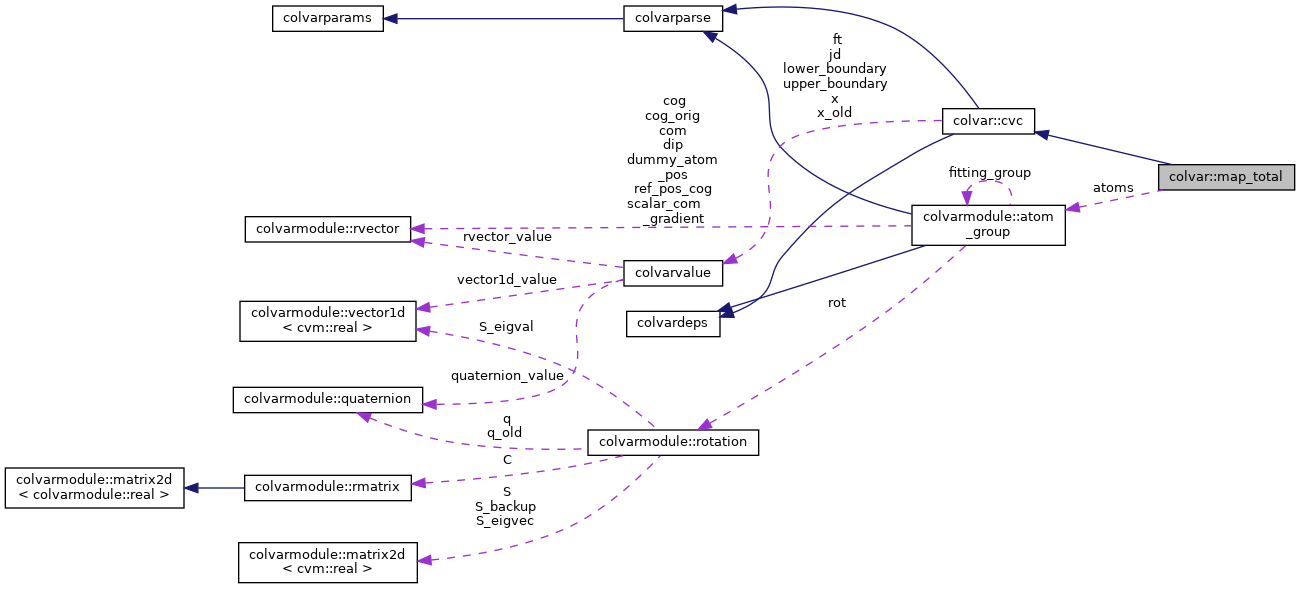 colvarparams
colvarparse
ft
jd
lower_boundary
upper_boundary
x
x_old
cog
cog_orig
com
dip
dummy_atom
_pos
ref_pos_cog
scalar_com
_gradient
colvar::cvc
colvar::map_total
fitting_group
atoms
colvarmodule::atom
_group
colvarmodule::rvector
rvector_value
colvarvalue
vector1d_value
colvarmodule::vector1d
< cvm::real >
colvardeps
rot
S_eigval
quaternion_value
colvarmodule::quaternion
q
q_old
colvarmodule::rotation
C
colvarmodule::matrix2d
< colvarmodule::real >
colvarmodule::rmatrix
S
S_backup
S_eigvec
colvarmodule::matrix2d
< cvm::real >